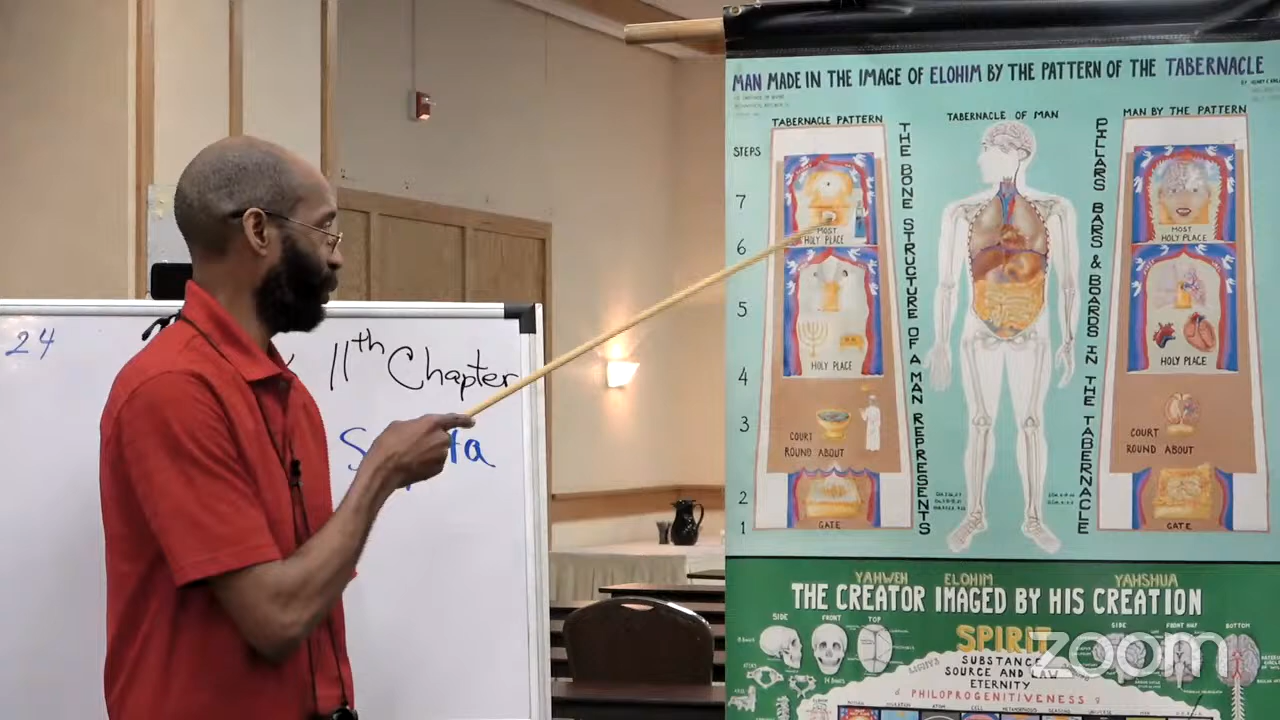 24
11th Chapter
MAN MADE IN THE IMAGE OF ELOHIM BY THE PATTERN OF THE TABERNACLE
TABERNACLE PATTERN
STEPS
7
6
5
4
3
2
1
MOST
HOLY PLACE
HOLY PLACE
COURT
ROUND ABOUT
GATE
THE BONE STRUCTURE OF A MAN REPRESENTS
TABERNACLE OF MAN
PILLARS BARS & BOARDS IN THE TABERNACLE
MAN BY THE PATTERN
MOST
HOLY PLACE
HOLY PLACE
COURT
ROUND ABOUT
GATE
YAHWEH ELOHIM YAHSHUA
THE CREATOR IMAGED BY HIS CREATION
SIDE FRONT TOP
SPIRIT
SUBSTANCE
SOURCE AND LAW
ETERNITY
PHILOPROGENITIVENESS
SIDE
BOTTOM
zoom